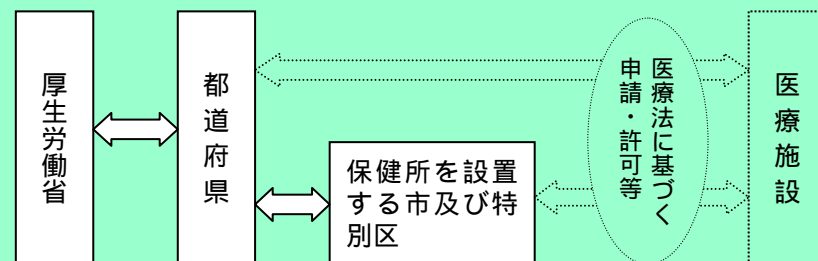 厚生労働省
都道府県
保健所を設置
する市及び特
別区
医療法に基づく
申請・許可等
医療施設